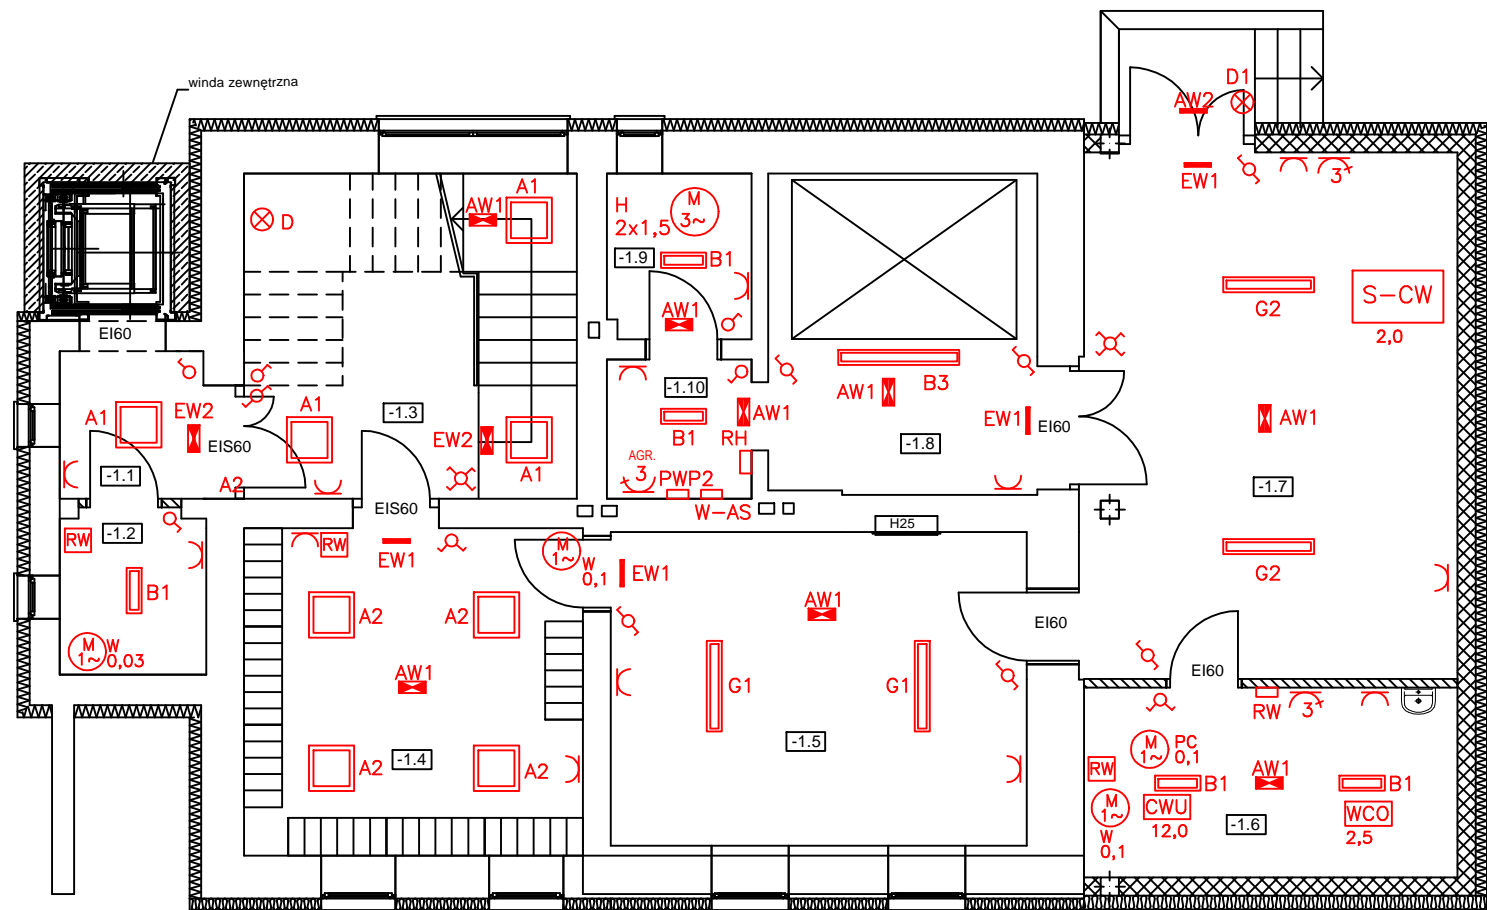 winda zewnętrzna
D1
AW2
EW1
3+
A1
AW1
D
H
2x1,5
M
3~
-1.9
B1
S-CW
2,0
G2
EI60
AW1
EI60
A1
EW2
EIS60
A1
-1.3
EW2
A1
-1.10
B1
AW1
RH
AW1
B3
EW1
-1.8
EI60
AW1
-1.1
A2
AGR.
3
PWP2
W-AS
-1.7
RW
-1.2
B1
M
1~
W
0,03
EIS60
RW
EW1
M
1~
W
0,1
EW1
H25
G2
A2
A2
AW1
AW1
EI60
G1
G1
EI60
-1.4
A2
A2
-1.5
RW
3+
M
1~
PC
0,1
RW
B1
AW1
B1
M
1~
W
0,1
CWU
12,0
-1.6
WCO
2,5